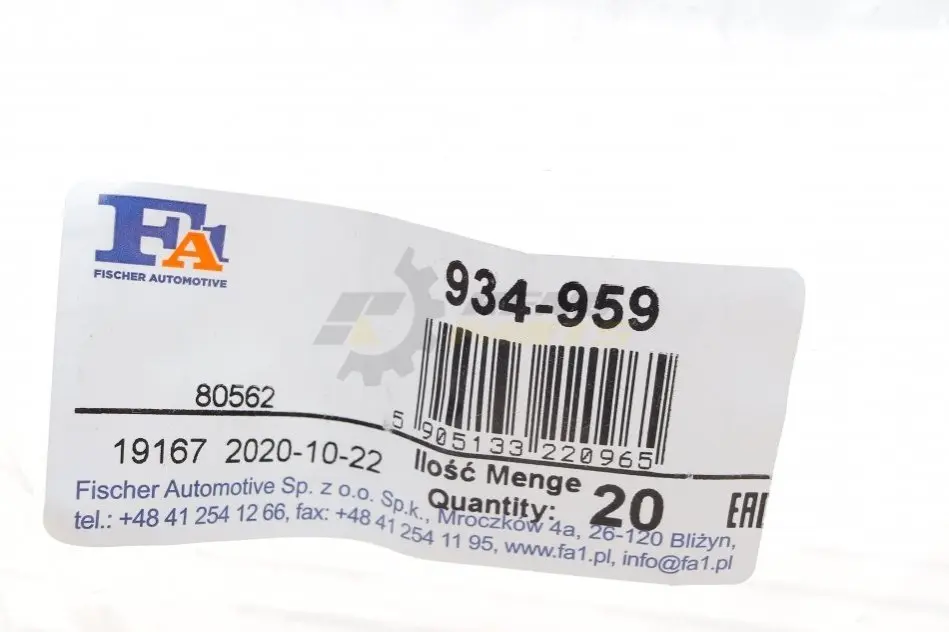 FA1
FISCHER AUTOMOTIVE
934-959
5 905133 220965
80562
19167 2020-10-22
Ilość Menge
Quantity: 20
EAC
Fischer Automotive Sp. z o.o. Sp.k., Mroczków 4a, 26-120 Bliżyn,
tel.: +48 41 254 12 66, fax: +48 41 254 11 95, www.fa1.pl, info@fa1.pl